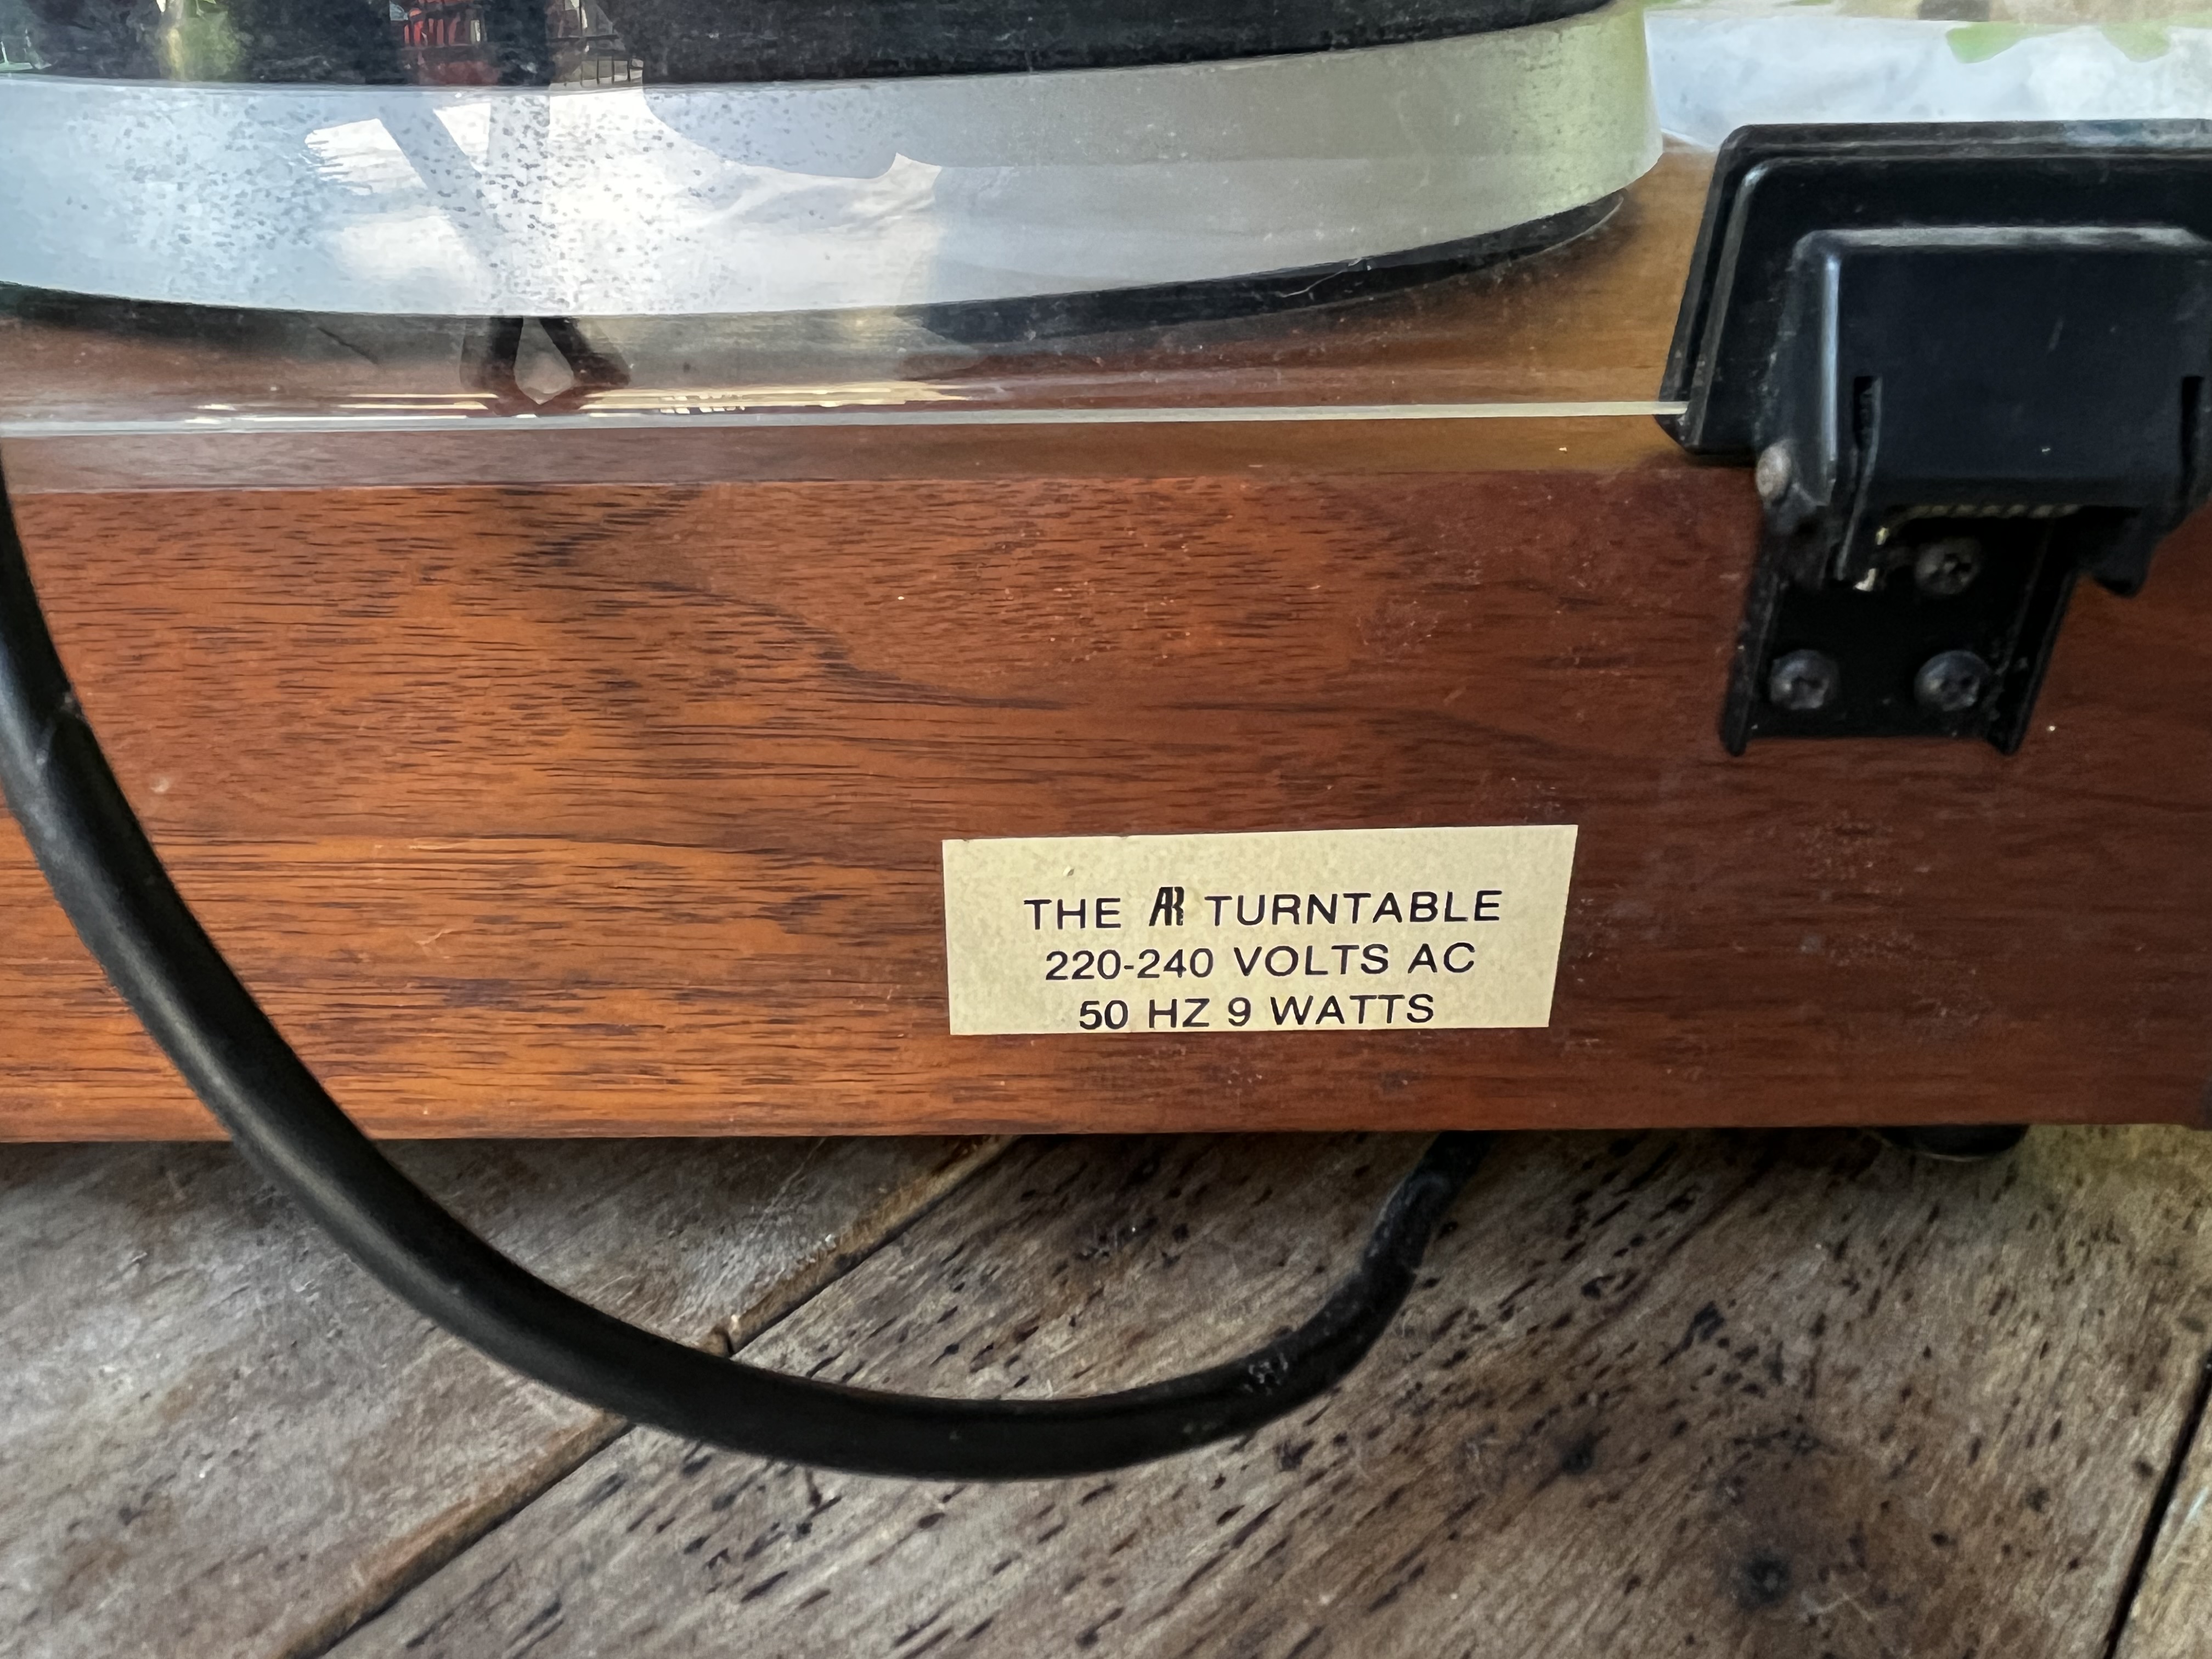 THE AR TURNTABLE
220-240 VOLTS AC
50 HZ 9 WATTS